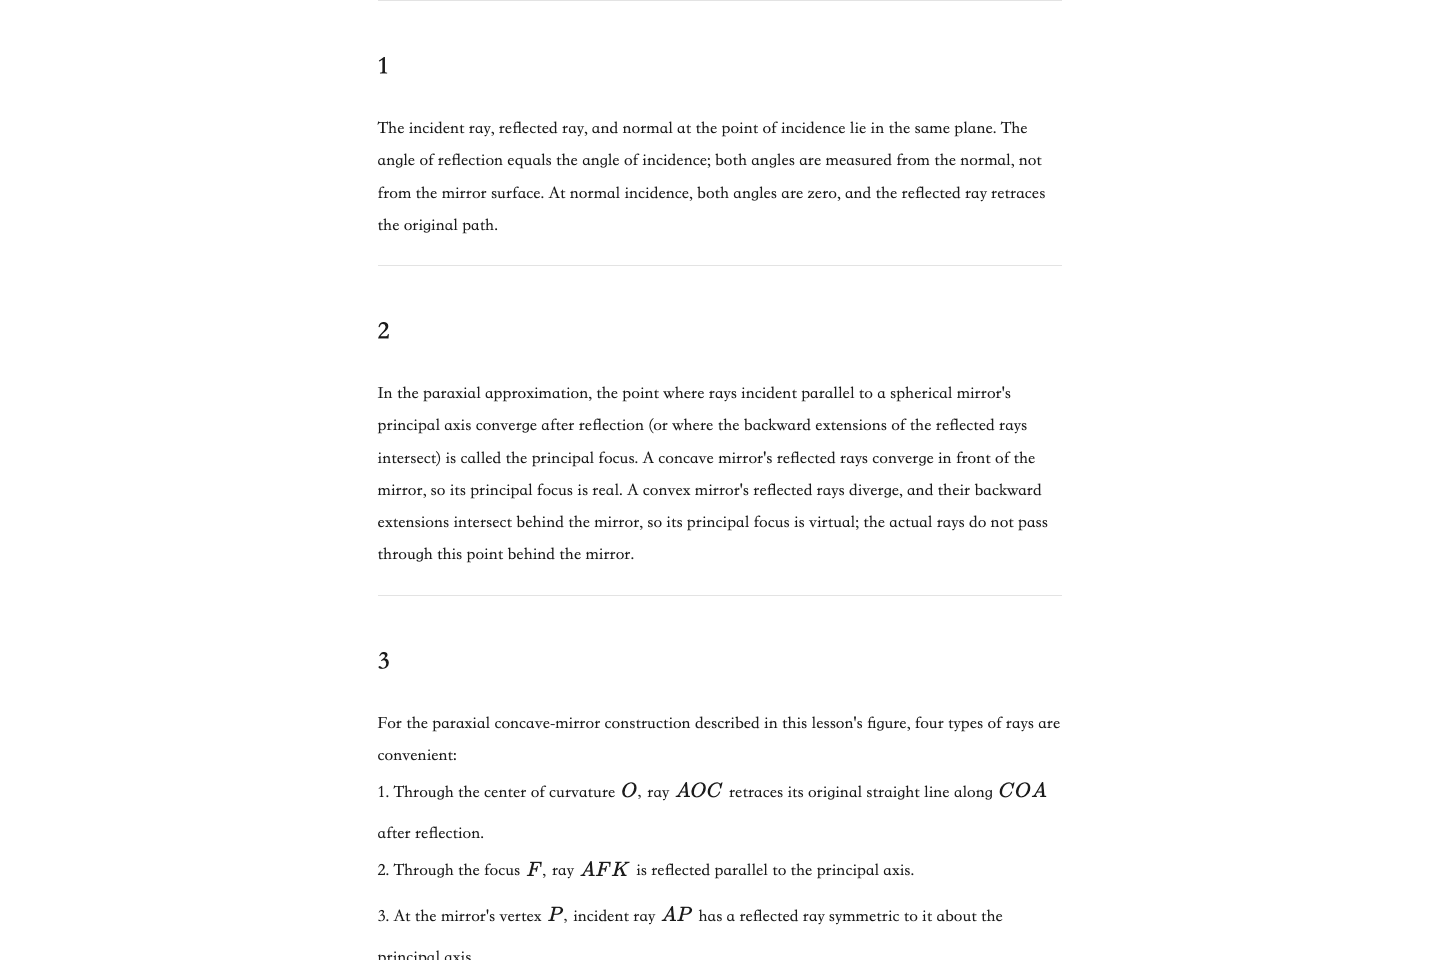 1
The incident ray, reflected ray, and normal at the point of incidence lie in the same plane. The
angle of reflection equals the angle of incidence; both angles are measured from the normal, not
from the mirror surface. At normal incidence, both angles are zero, and the reflected ray retraces
the original path.
2
In the paraxial approximation, the point where rays incident parallel to a spherical mirror's
principal axis converge after reflection (or where the backward extensions of the reflected rays
intersect) is called the principal focus. A concave mirror's reflected rays converge in front of the
mirror, so its principal focus is real. A convex mirror's reflected rays diverge, and their backward
extensions intersect behind the mirror, so its principal focus is virtual; the actual rays do not pass
through this point behind the mirror.
3
For the paraxial concave-mirror construction described in this lesson's figure, four types of rays are
convenient:
1. Through the center of curvature O, ray AOC retraces its original straight line along COA
after reflection.
2. Through the focus F, ray AFK is reflected parallel to the principal axis.
3. At the mirror's vertex P, incident ray AP has a reflected ray symmetric to it about the
principal axis.